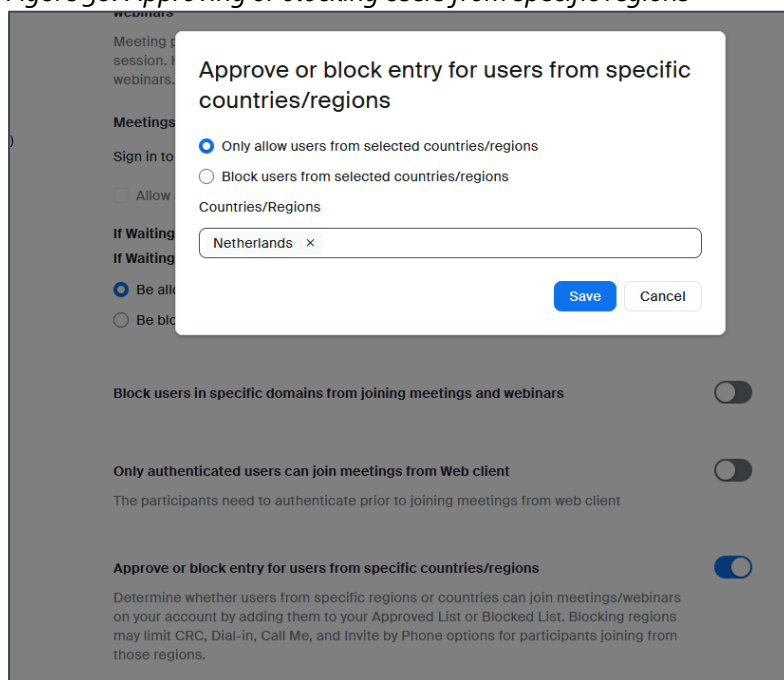 Figure 30. Approving or blocking users from specific regions
webinars
Meeting p
session. H
webinars.
Meetings
)
Sign in to
Allow
If Waiting
If Waiting
Be allo
Be blo
Approve or block entry for users from specific
countries/regions
Only allow users from selected countries/regions
Block users from selected countries/regions
Countries/Regions
Netherlands ×
Save Cancel
Block users in specific domains from joining meetings and webinars
Only authenticated users can join meetings from Web client
The participants need to authenticate prior to joining meetings from web client
Approve or block entry for users from specific countries/regions
Determine whether users from specific regions or countries can join meetings/webinars
on your account by adding them to your Approved List or Blocked List. Blocking regions
may limit CRC, Dial-in, Call Me, and Invite by Phone options for participants joining from
those regions.